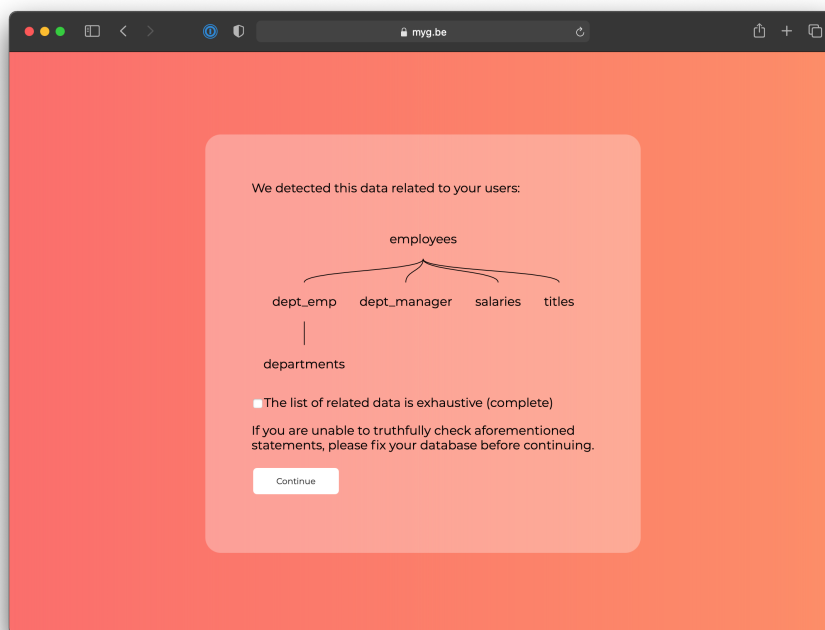 myg.be
We detected this data related to your users:
employees
dept_emp dept_manager salaries titles
departments
The list of related data is exhaustive (complete)
If you are unable to truthfully check aforementioned
statements, please fix your database before continuing.
Continue